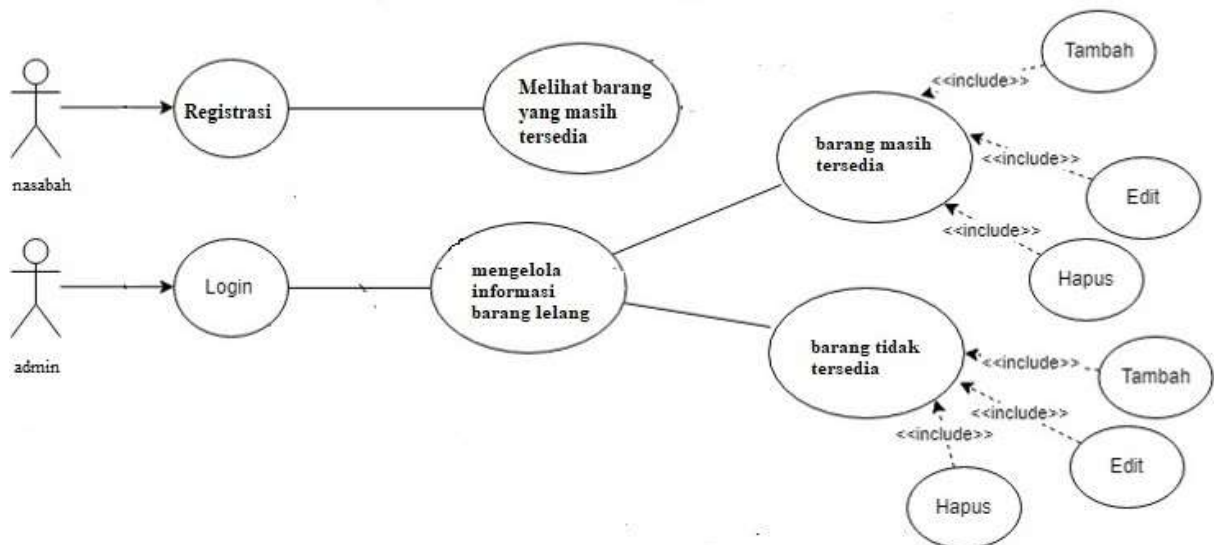 nasabah
Registrasi
Melihat barang
yang masih
tersedia
barang masih
tersedia
<<include>>
Tambah
<<include>>
Edit
<<include>>
Hapus
admin
Login
mengelola
informasi
barang lelang
barang tidak
tersedia
<<include>>
Tambah
<<include>>
Edit
<<include>>
Hapus